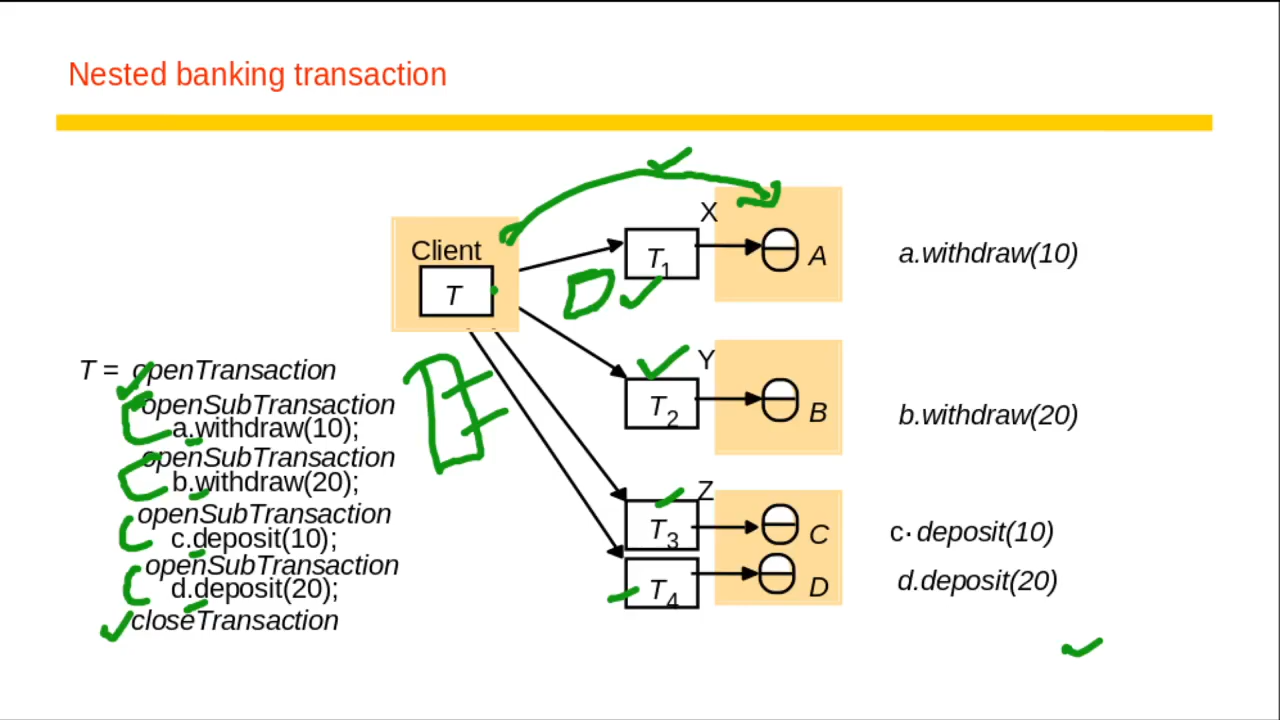 Nested banking transaction
X
Client
T
T1
A
a.withdraw(10)
T = openTransaction
openSubTransaction
a.withdraw(10);
openSubTransaction
b.withdraw(20);
openSubTransaction
c.deposit(10);
openSubTransaction
d.deposit(20);
closeTransaction
Y
T2
B
b.withdraw(20)
Z
T3
C
c.deposit(10)
T4
D
d.deposit(20)